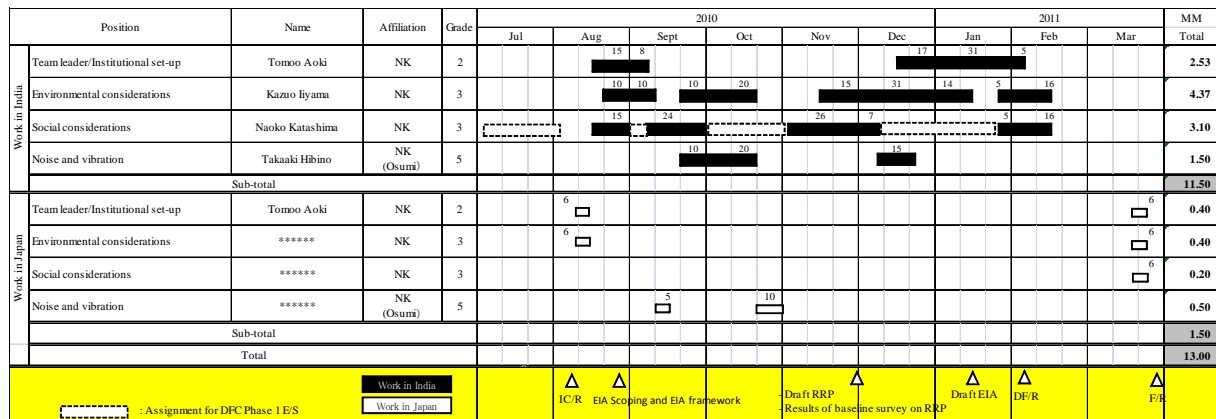 Position Name Affiliation Grade 2010 2011 MM
Jul Aug Sept Oct Nov Dec Jan Feb Mar Total
Work in India
15 8 17 31 5
Team leader/Institutional set-up Tomoo Aoki NK 2 2.53
10 10 10 20 15 31 14 5 16
Environmental considerations Kazuo Iiyama NK 3 4.37
15 24 26 7 5 16
Social considerations Naoko Katashima NK 3 3.10
10 20 15
Noise and vibration Takaaki Hibino NK (Osumi) 5 1.50
Sub-total 11.50
Work in Japan
6 6
Team leader/Institutional set-up Tomoo Aoki NK 2 0.40
6 6
Environmental considerations ****** NK 3 0.40
6
Social considerations ****** NK 3 0.20
5 10
Noise and vibration ****** NK (Osumi) 5 0.50
Sub-total 1.50
Total 13.00
Work in India
Work in Japan
: Assignment for DFC Phase 1 E/S
IC/R EIA Scoping and EIA framework
- Draft RRP
- Results of baseline survey on RRP
Draft EIA DF/R F/R